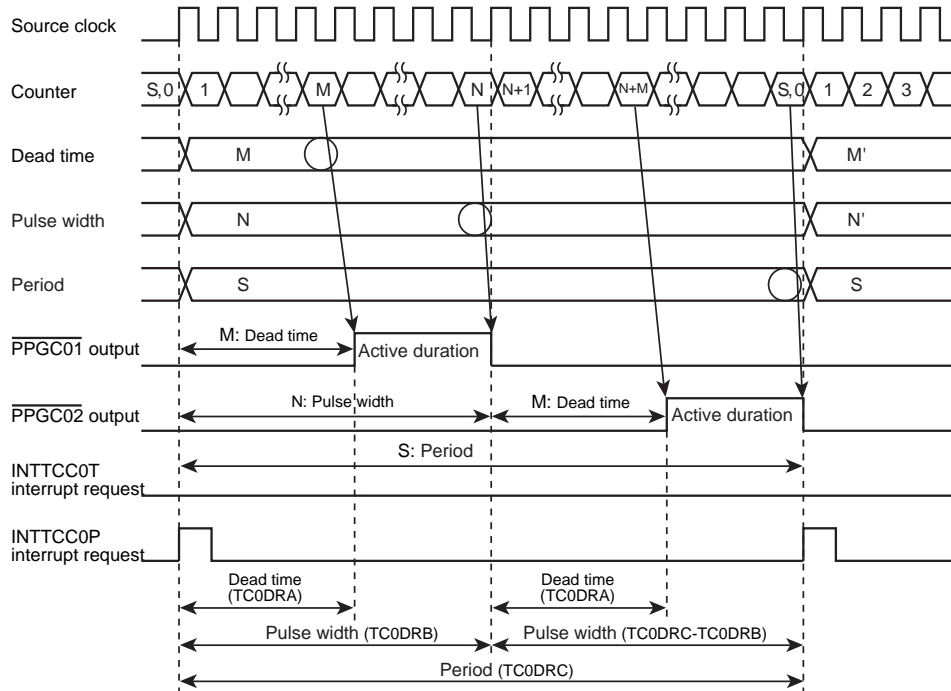 Source clock
Counter S,0 1 M N N+1 N+M S,0 1 2 3
Dead time M M'
Pulse width N N'
Period S S
M: Dead time
PPGC01 output Active duration
N: Pulse width M: Dead time
PPGC02 output Active duration
S: Period
INTTCC0T
interrupt request
INTTCC0P
interrupt request
Dead time Dead time
(TC0DRA) (TC0DRA)
Pulse width (TC0DRB) Pulse width (TC0DRC-TC0DRB)
Period (TC0DRC)